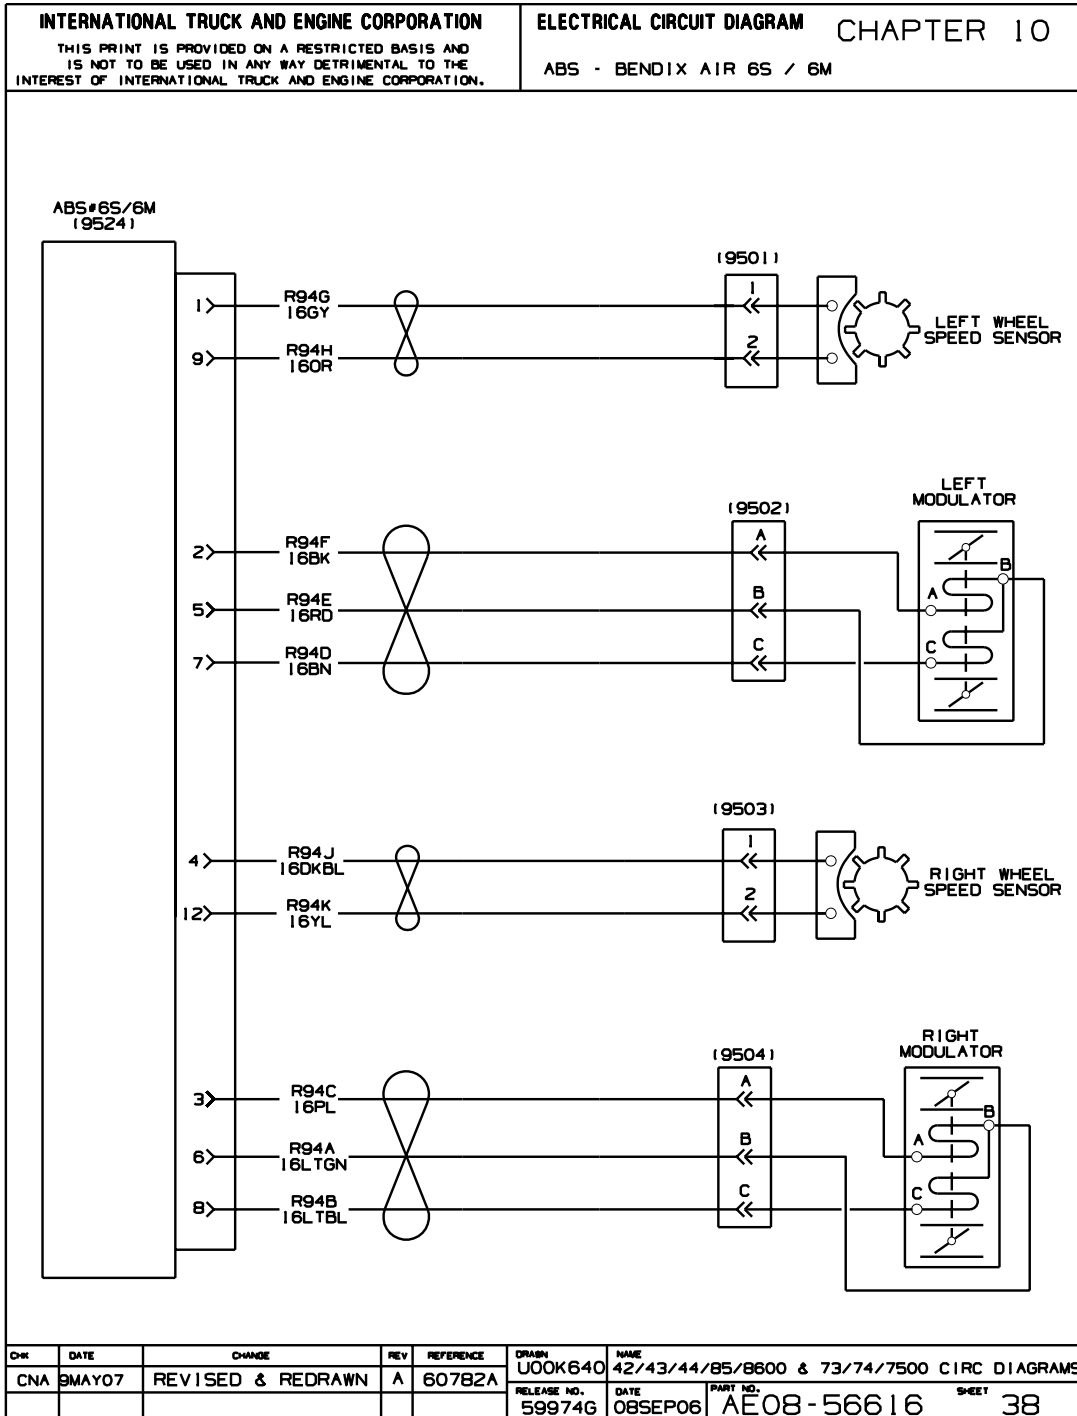 INTERNATIONAL TRUCK AND ENGINE CORPORATION
THIS PRINT IS PROVIDED ON A RESTRICTED BASIS AND
IS NOT TO BE USED IN ANY WAY DETRIMENTAL TO THE
INTEREST OF INTERNATIONAL TRUCK AND ENGINE CORPORATION.
ELECTRICAL CIRCUIT DIAGRAM
CHAPTER 10
ABS - BENDIX AIR 6S / 6M
ABS#6S/6M
(9524)
(9501)
1
R94G
16GY
1
9
R94H
16OR
2
LEFT WHEEL
SPEED SENSOR
LEFT
MODULATOR
(9502)
2
R94F
16BK
A
B
5
R94E
16RD
B
A
7
R94D
16BN
C
C
(9503)
4
R94J
16DKBL
1
12
R94K
16YL
2
RIGHT WHEEL
SPEED SENSOR
RIGHT
MODULATOR
(9504)
3
R94C
16PL
A
B
6
R94A
16LTGN
B
A
8
R94B
16LTBL
C
C
CHK
DATE
CHANGE
REV
REFERENCE
CNA
9MAY07
REVISED & REDRAWN
A
60782A
DRAWN
U00K640
NAME
42/43/44/85/8600 & 73/74/7500 CIRC DIAGRAMS
RELEASE NO.
59974G
DATE
08SEP06
PART NO.
AE08-56616
SHEET
38